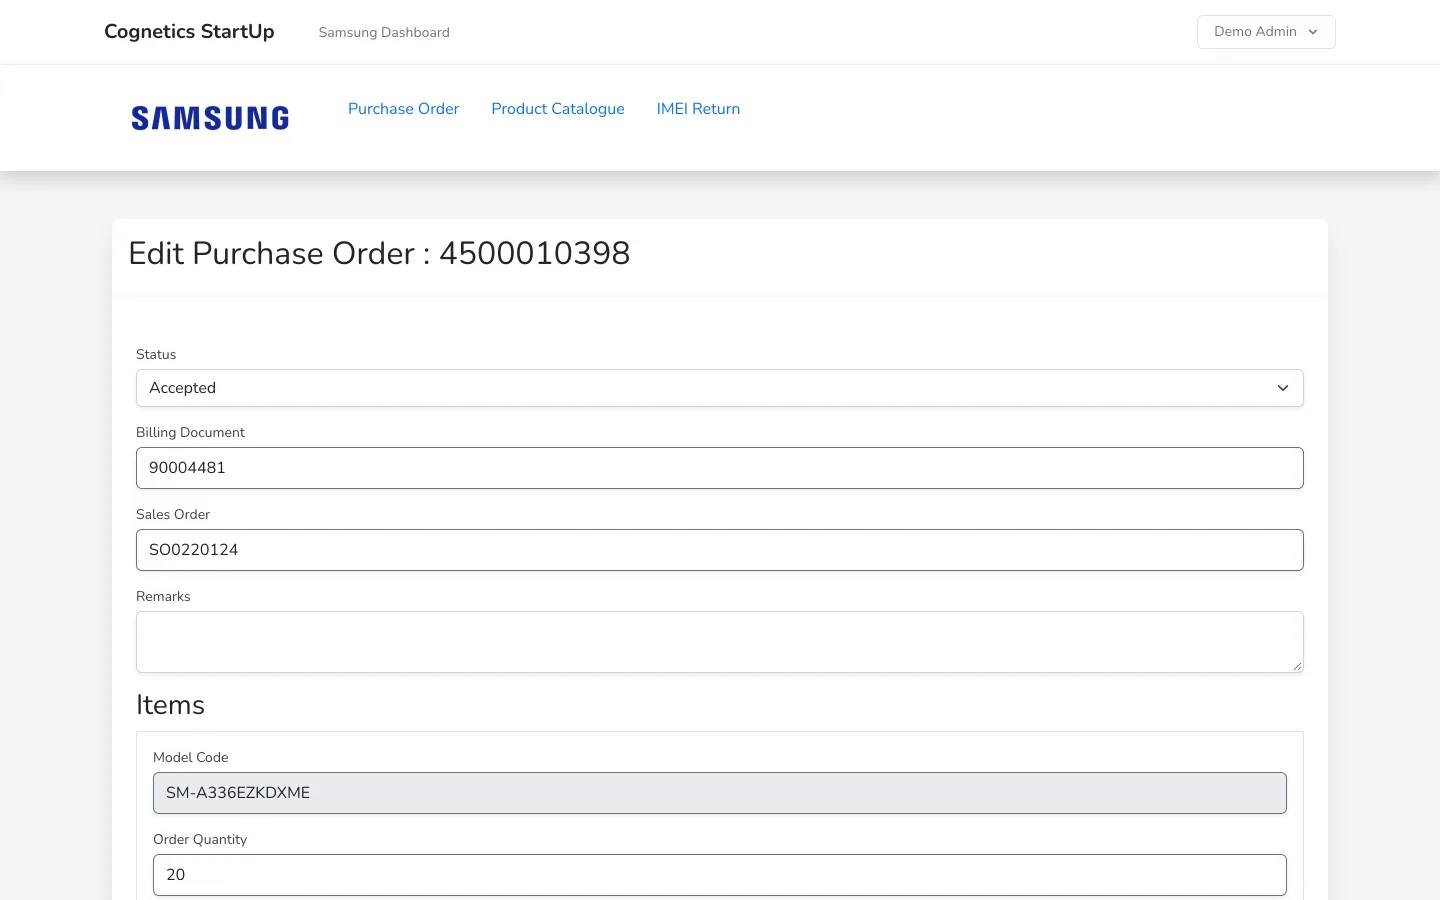 Cognetics StartUp
Samsung Dashboard
Demo Admin
SAMSUNG
Purchase Order
Product Catalogue
IMEI Return
Edit Purchase Order : 4500010398
Status
Accepted
Billing Document
90004481
Sales Order
SO0220124
Remarks
Items
Model Code
SM-A336EZKDXME
Order Quantity
20